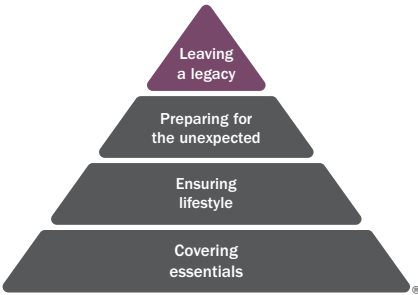 Leaving
a legacy
Preparing for
the unexpected
Ensuring
lifestyle
Covering
essentials
®